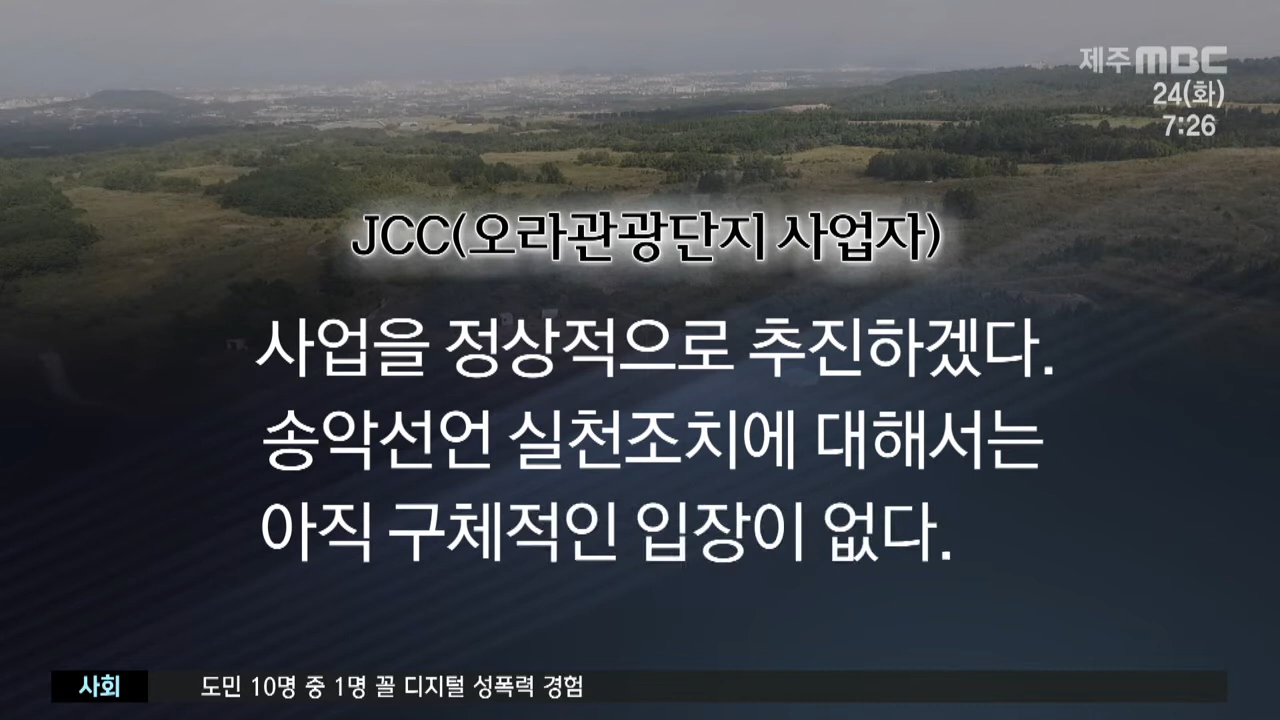 제주MBC
24(화)
7:26
JCC(오라관광단지 사업자)
사업을 정상적으로 추진하겠다.
송악선언 실천조치에 대해서는
아직 구체적인 입장이 없다.
사회 도민 10명 중 1명 꼴 디지털 성폭력 경험